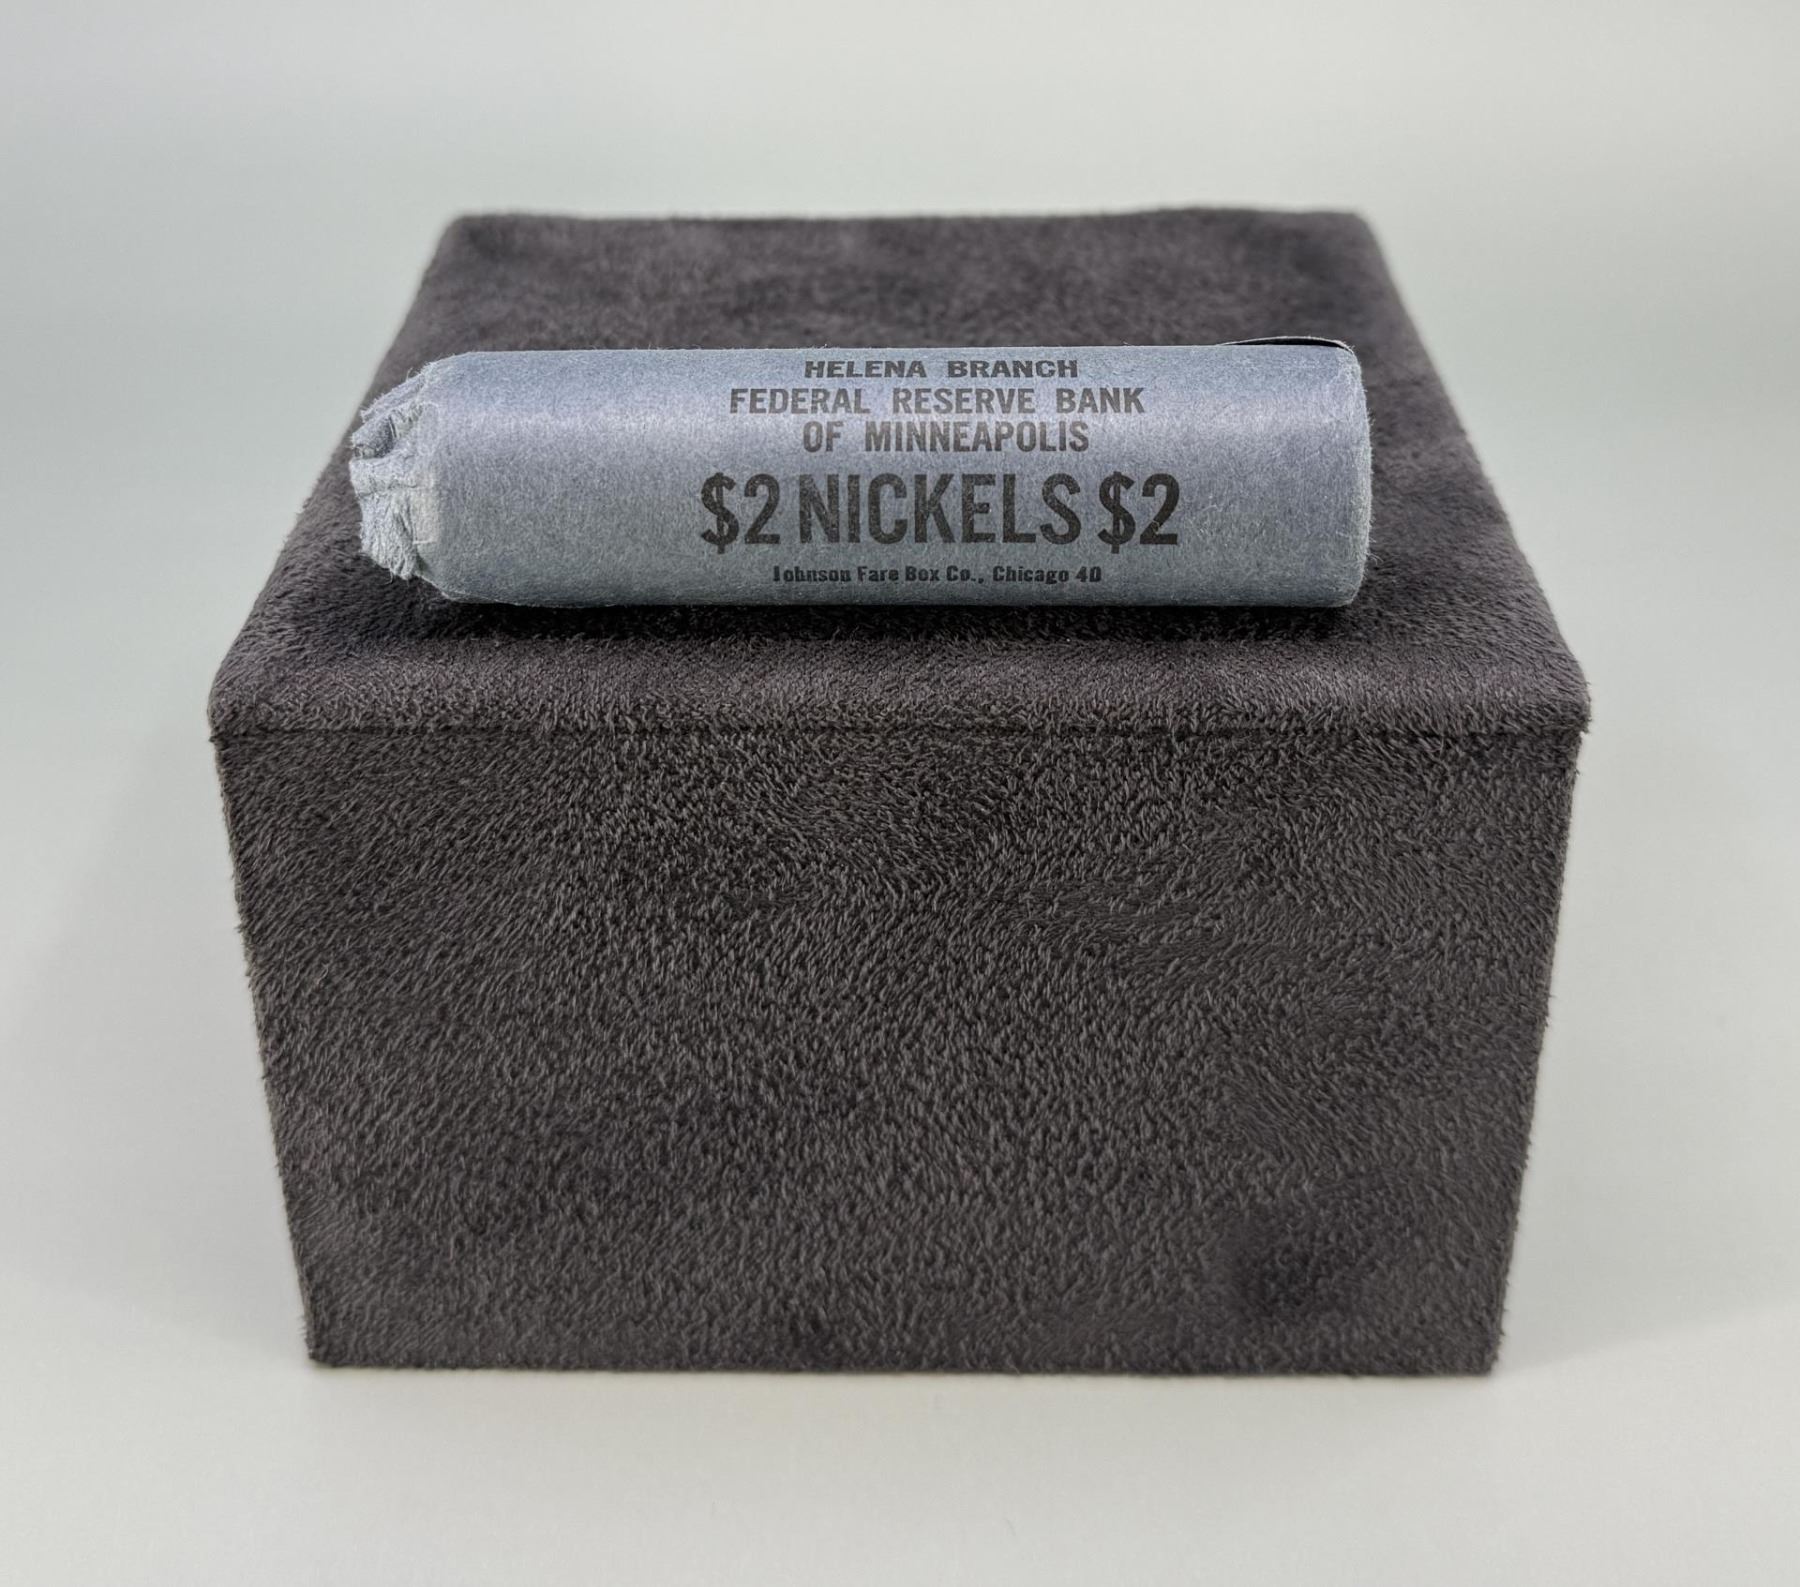 HELENA BRANCH
FEDERAL RESERVE BANK
OF MINNEAPOLIS
$2 NICKELS $2
Johnson Fare Box Co., Chicago 40